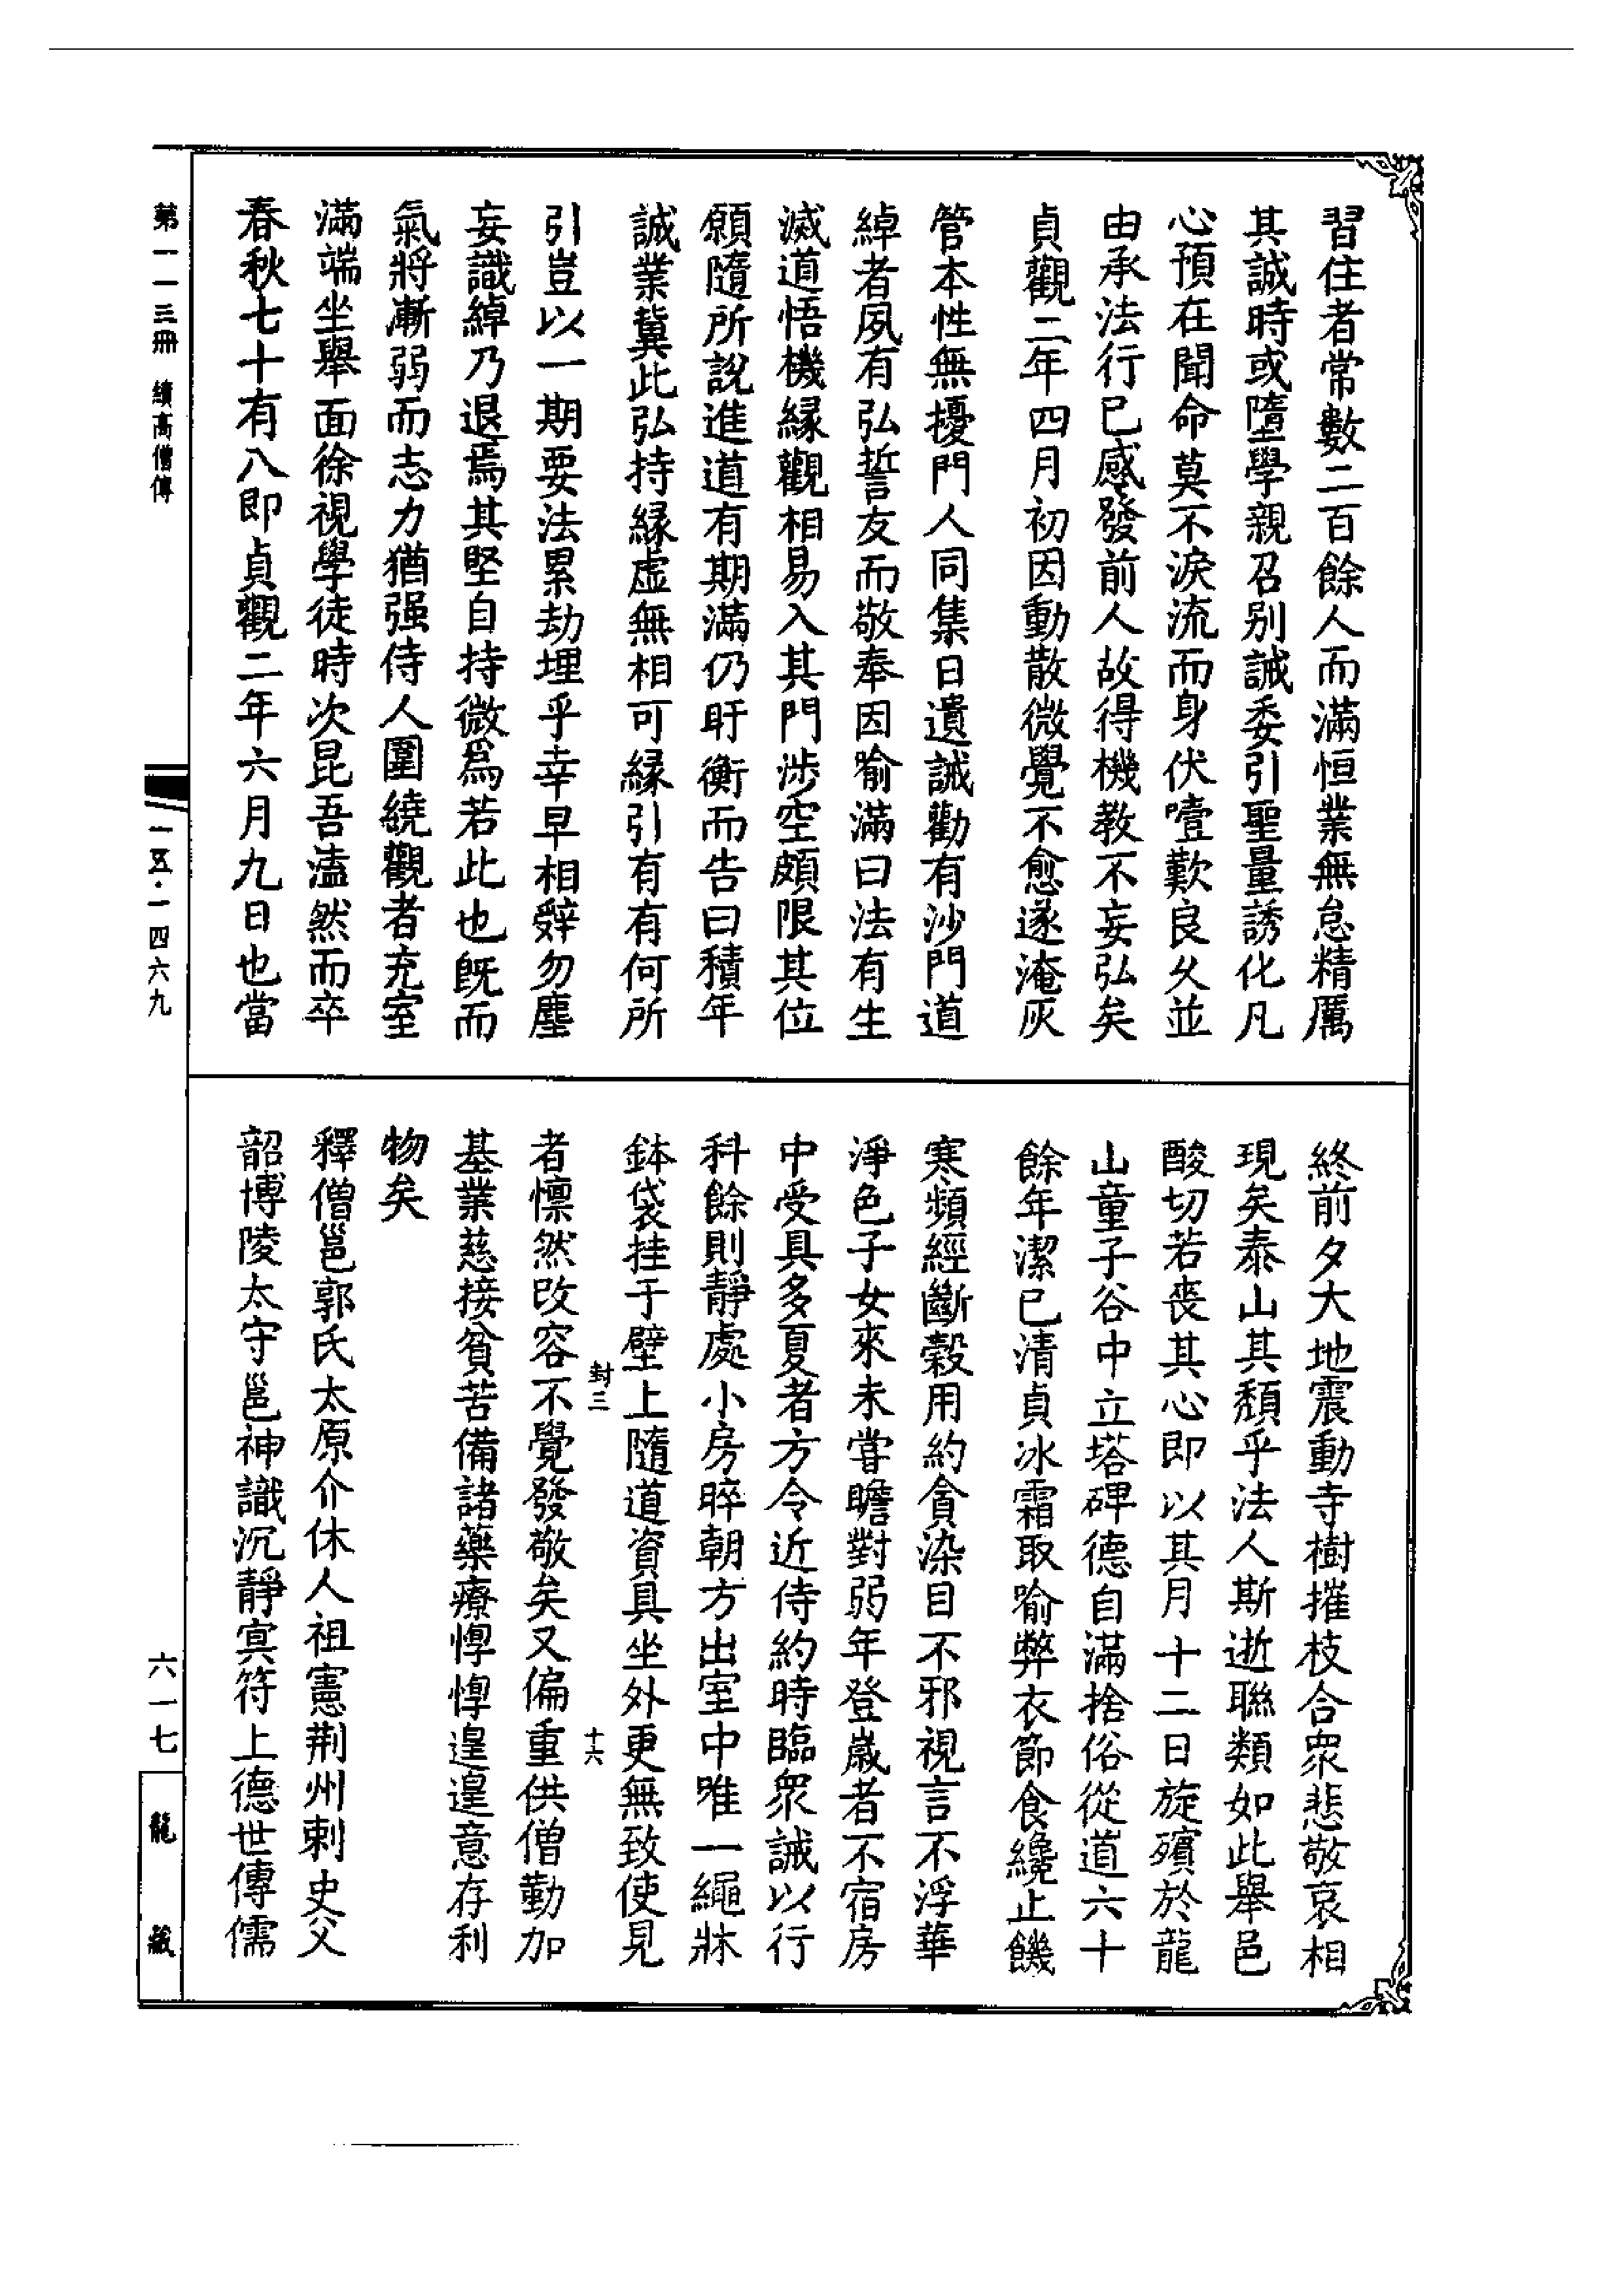 習住者常數二百餘人而滿恒業無怠精厲
其誠時或墮學親召別誡委引聖量誘化凡
心預在聞命莫不淚流而身伏噎歎良久並
由承法行已感發前人故得機教不妄弘矣
貞觀二年四月初因動散微覺不愈遂淹灰
管本性無擾門人同集日遺誡勸有沙門道
綽者夙有弘誓友而敬奉因喻滿曰法有生
滅道悟機緣觀相易入其門涉空頗限其位
願隨所說進道有期滿仍盱衡而告曰積年
誠業冀此弘持緣虛無相可緣引有有何所
引豈以一期要法累劫埋乎幸早相辤勿塵
妄識綽乃退焉其堅自持微爲若此也旣而
氣將漸弱而志力猶强侍人圍繞觀者充室
滿端坐舉面徐視學徒時次昆吾溘然而卒
春秋七十有八即貞觀二年六月九日也當
終前夕大地震動寺樹摧枝合衆悲敬哀相
現矣泰山其頹乎法人斯逝聯類如此舉邑
酸切若喪其心即以其月十二日旋殯於龍
山童子谷中立塔碑德自滿捨俗從道六十
餘年潔已清貞冰霜取喻弊衣節食纔止饑
寒頻經斷穀用約貪染目不邪視言不浮華
淨色子女來未嘗瞻對弱年登歲者不宿房
中受具多夏者方令近侍約時臨衆誡以行
科餘則靜處小房晬朝方出室中唯一繩牀
鉢袋挂于壁上隨道資具坐外更無致使見
封三
十六
者懍然改容不覺發敬矣又偏重供僧勤加
基業慈接貧苦備諸藥療惸惸遑遑意存利
物矣
釋僧邕郭氏太原介休人祖憲荆州刺史父
韶博陵太守邕神識沉靜㝠符上德世傳儒
第一一三冊 續高僧傳
一五·一四六九
六一七
龍藏